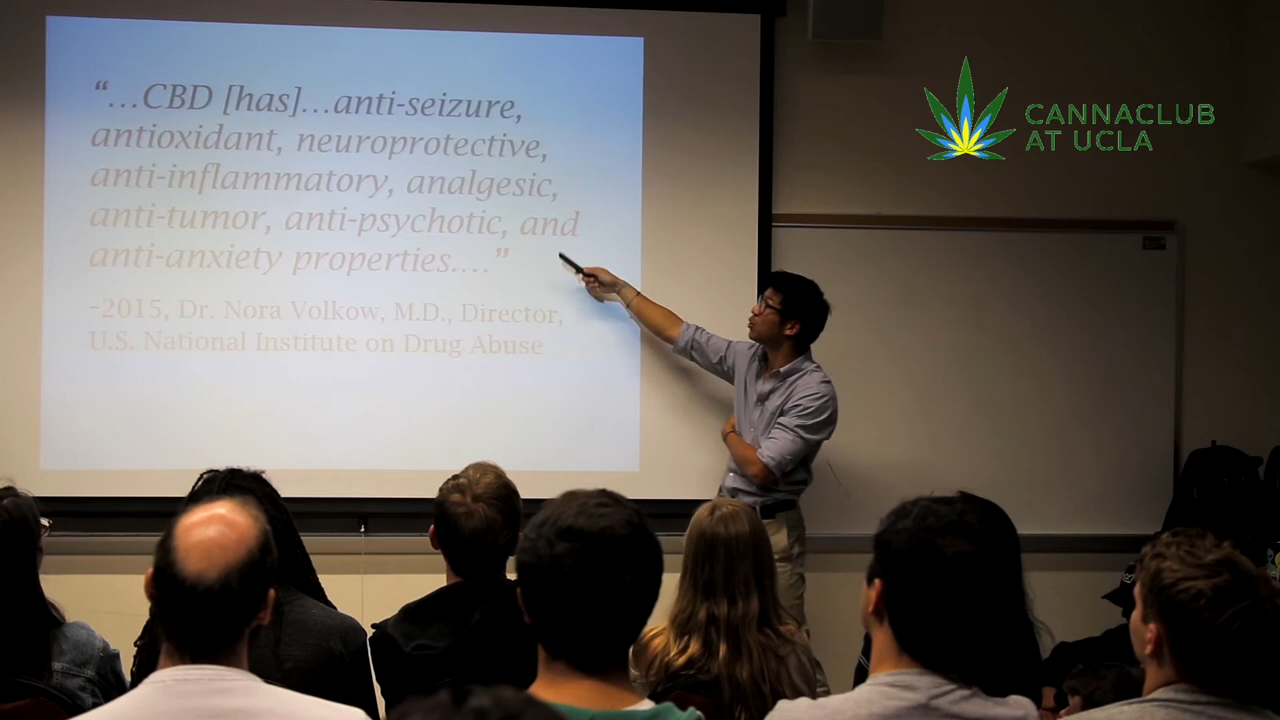 “…CBD [has]…anti-seizure,
antioxidant, neuroprotective,
anti-inflammatory, analgesic,
anti-tumor, anti-psychotic, and
anti-anxiety properties….”
-2015, Dr. Nora Volkow, M.D., Director,
U.S. National Institute on Drug Abuse
CANNACLUB
AT UCLA